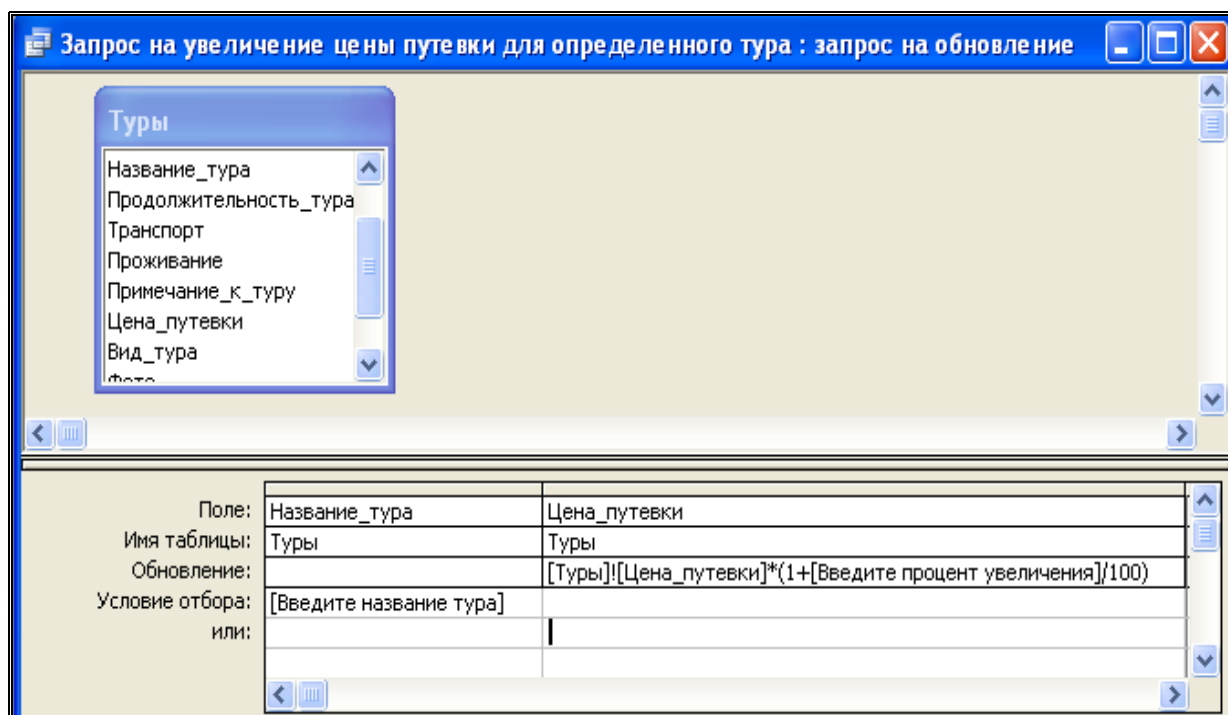 Запрос на увеличение цены путевки для определенного тура : запрос на обновление
Туры
Название_тура
Продолжительность_тура
Транспорт
Проживание
Примечание_к_туру
Цена_путевки
Вид_тура
Фото
Поле: Название_тура Цена_путевки
Имя таблицы: Туры Туры
Обновление: [Туры]![Цена_путевки]*(1+[Введите процент увеличения]/100)
Условие отбора: [Введите название тура]
или: